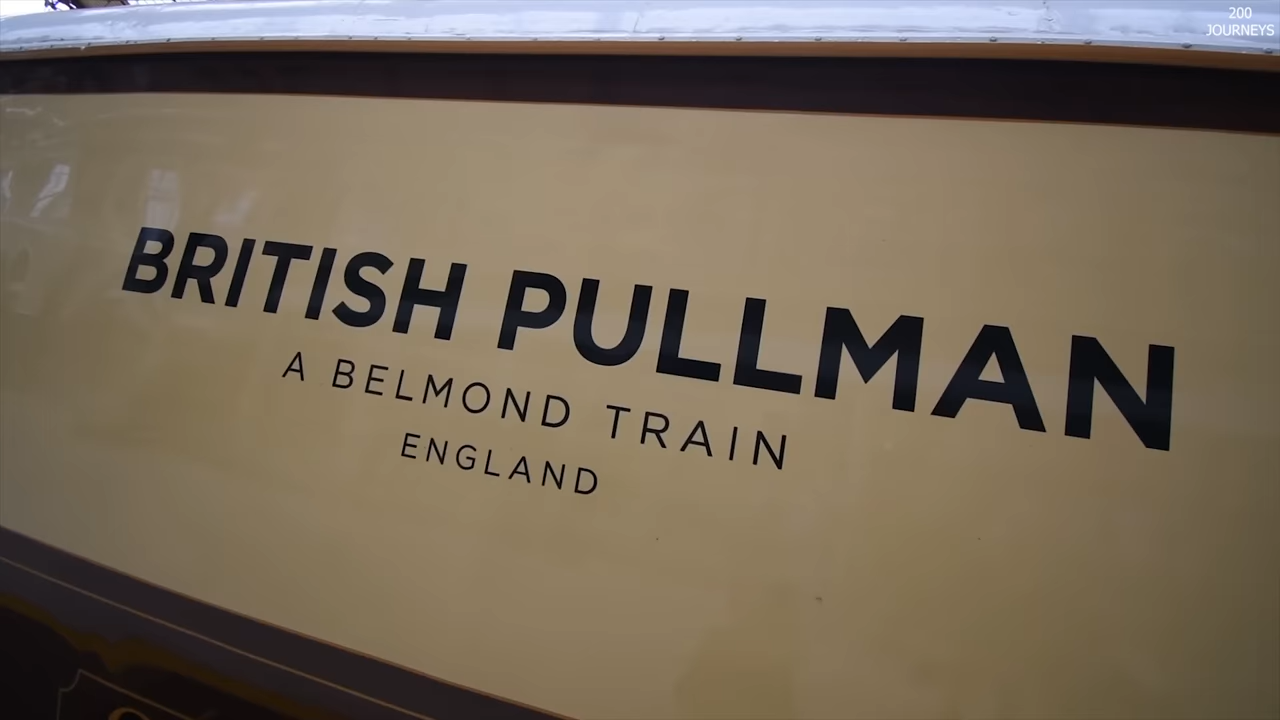 200
JOURNEYS
BRITISH PULLMAN
A BELMOND TRAIN
ENGLAND